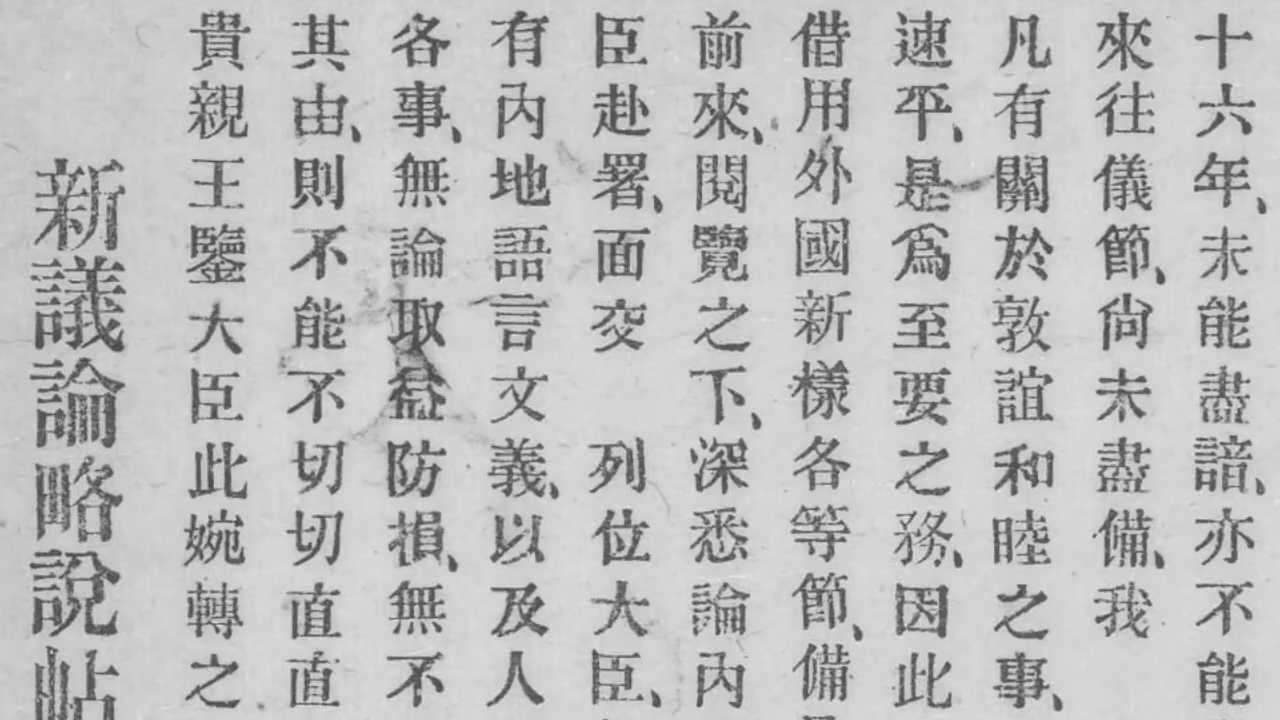 十六年、未能盡諳、亦不能
來往儀節、尙未盡備、我
凡有關於敦誼和睦之事、
速平、是爲至要之務、因此
借用外國新樣各等節、備
前來、閱覽之下、深悉論內
臣赴署、面交　列位大臣、
有內地語言文義、以及人
各事、無論取益防損、無不
其由、則不能不切切直直
貴親王鑒大臣此婉轉之
新議論略說帖